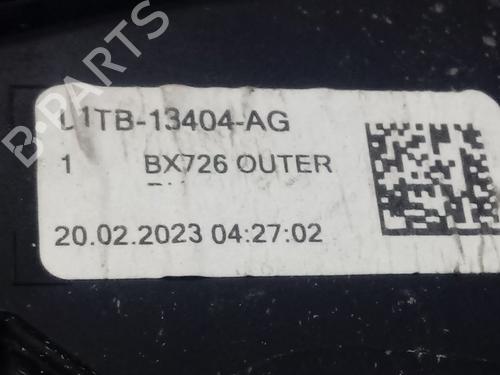 B-PARTS
L1TB-13404-AG
1 BX726 OUTER
20.02.2023 04:27:02